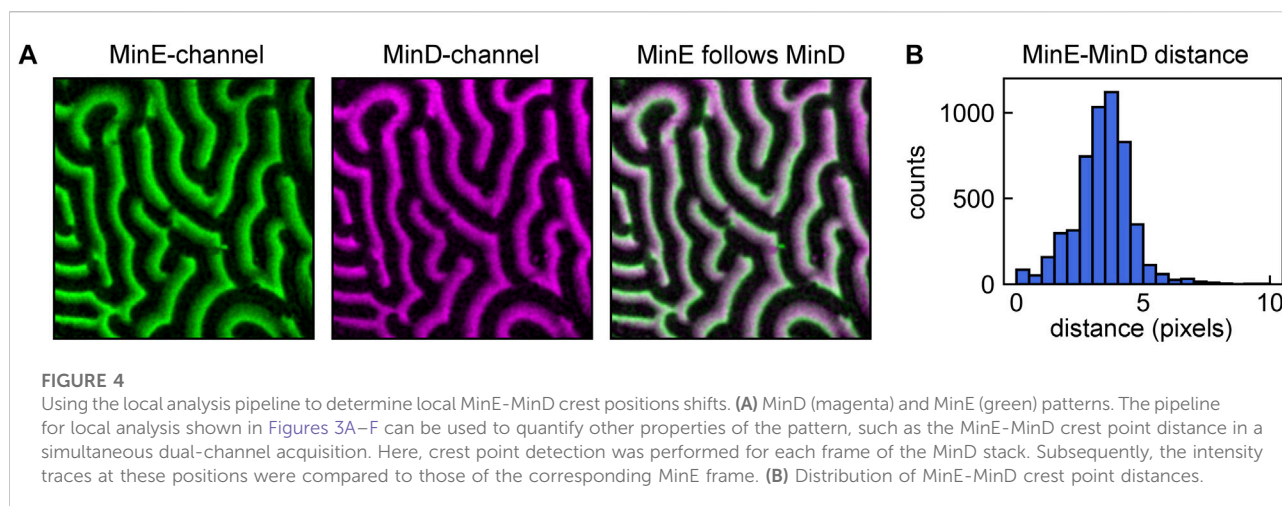 A MinE-channel MinD-channel MinE follows MinD B MinE-MinD distance
1000
500
0
counts
0 5 10
distance (pixels)
FIGURE 4
Using the local analysis pipeline to determine local MinE-MinD crest positions shifts. (A) MinD (magenta) and MinE (green) patterns. The pipeline
for local analysis shown in Figures 3A–F can be used to quantify other properties of the pattern, such as the MinE-MinD crest point distance in a
simultaneous dual-channel acquisition. Here, crest point detection was performed for each frame of the MinD stack. Subsequently, the intensity
traces at these positions were compared to those of the corresponding MinE frame. (B) Distribution of MinE-MinD crest point distances.